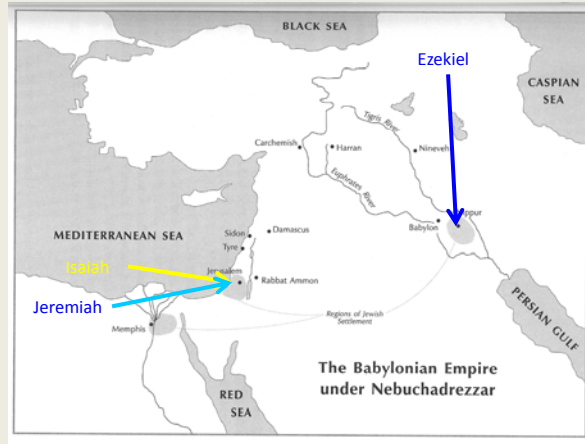 BLACK SEA
Ezekiel
CASPIAN
SEA
Tigris River
Carchemish
Harran
Nineveh
Euphrates River
MEDITERRANEAN SEA
Sidon
Damascus
Babylon
Tyre
Isaiah
Jerusalem
Rabbat Ammon
Jeremiah
Memphis
Regions of Jewish
Settlement
PERSIAN GULF
The Babylonian Empire
under Nebuchadrezzar
RED
SEA